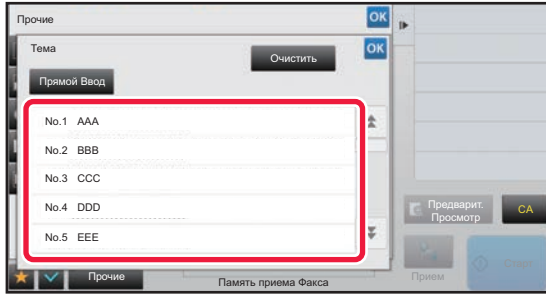 Прочие
OK
Тема
Очистить
OK
Прямой Ввод
No.1 AAA
No.2 BBB
No.3 CCC
No.4 DDD
No.5 EEE
Предварит.
Просмотр
CA
Прочие
Память приема Факса
Прием
Старт